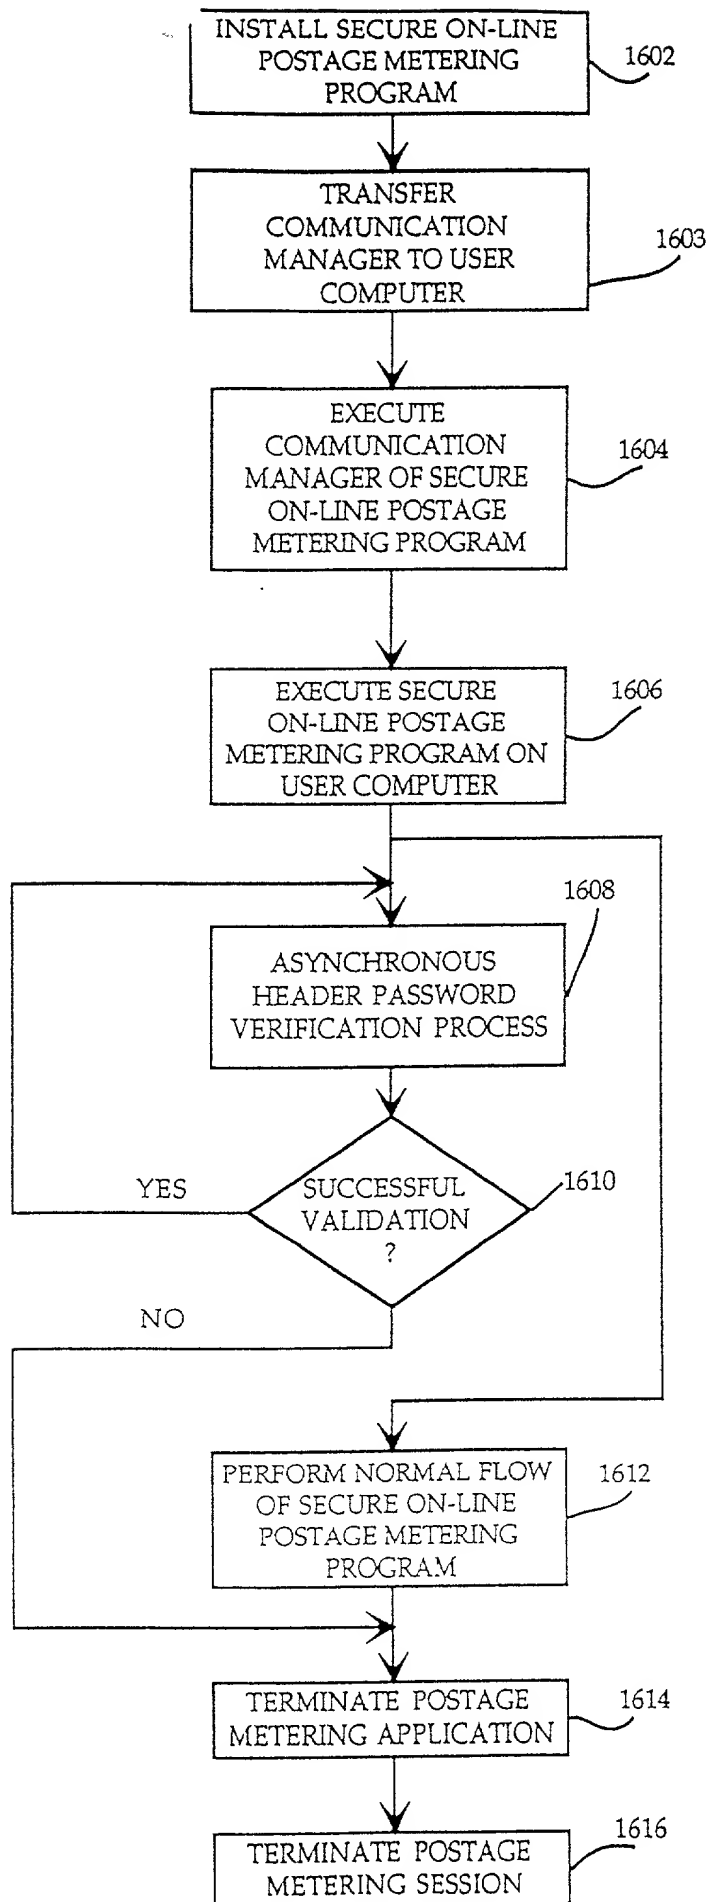 INSTALL SECURE ON-LINE
POSTAGE METERING
PROGRAM
1602
TRANSFER
COMMUNICATION
MANAGER TO USER
COMPUTER
1603
EXECUTE
COMMUNICATION
MANAGER OF SECURE
ON-LINE POSTAGE
METERING PROGRAM
1604
EXECUTE SECURE
ON-LINE POSTAGE
METERING PROGRAM ON
USER COMPUTER
1606
ASYNCHRONOUS
HEADER PASSWORD
VERIFICATION PROCESS
1608
YES
SUCCESSFUL
VALIDATION
?
1610
NO
PERFORM NORMAL FLOW
OF SECURE ON-LINE
POSTAGE METERING
PROGRAM
1612
TERMINATE POSTAGE
METERING APPLICATION
1614
TERMINATE POSTAGE
METERING SESSION
1616